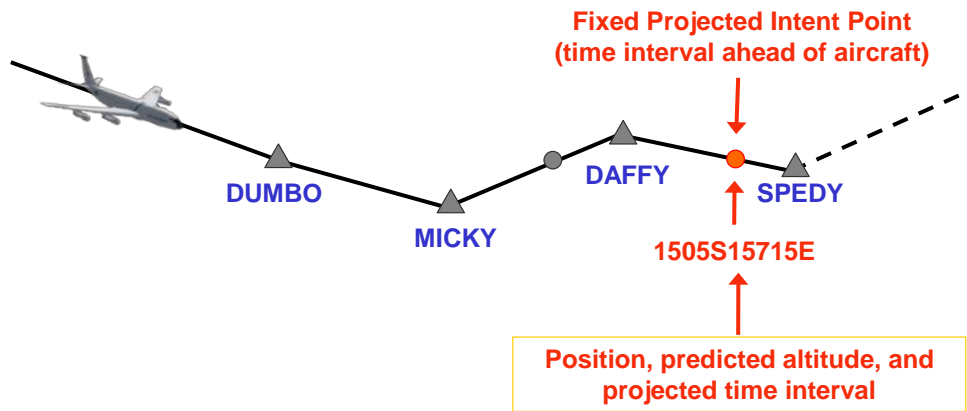 Fixed Projected Intent Point
(time interval ahead of aircraft)
DUMBO
MICKY
DAFFY
SPEDY
1505S15715E
Position, predicted altitude, and
projected time interval